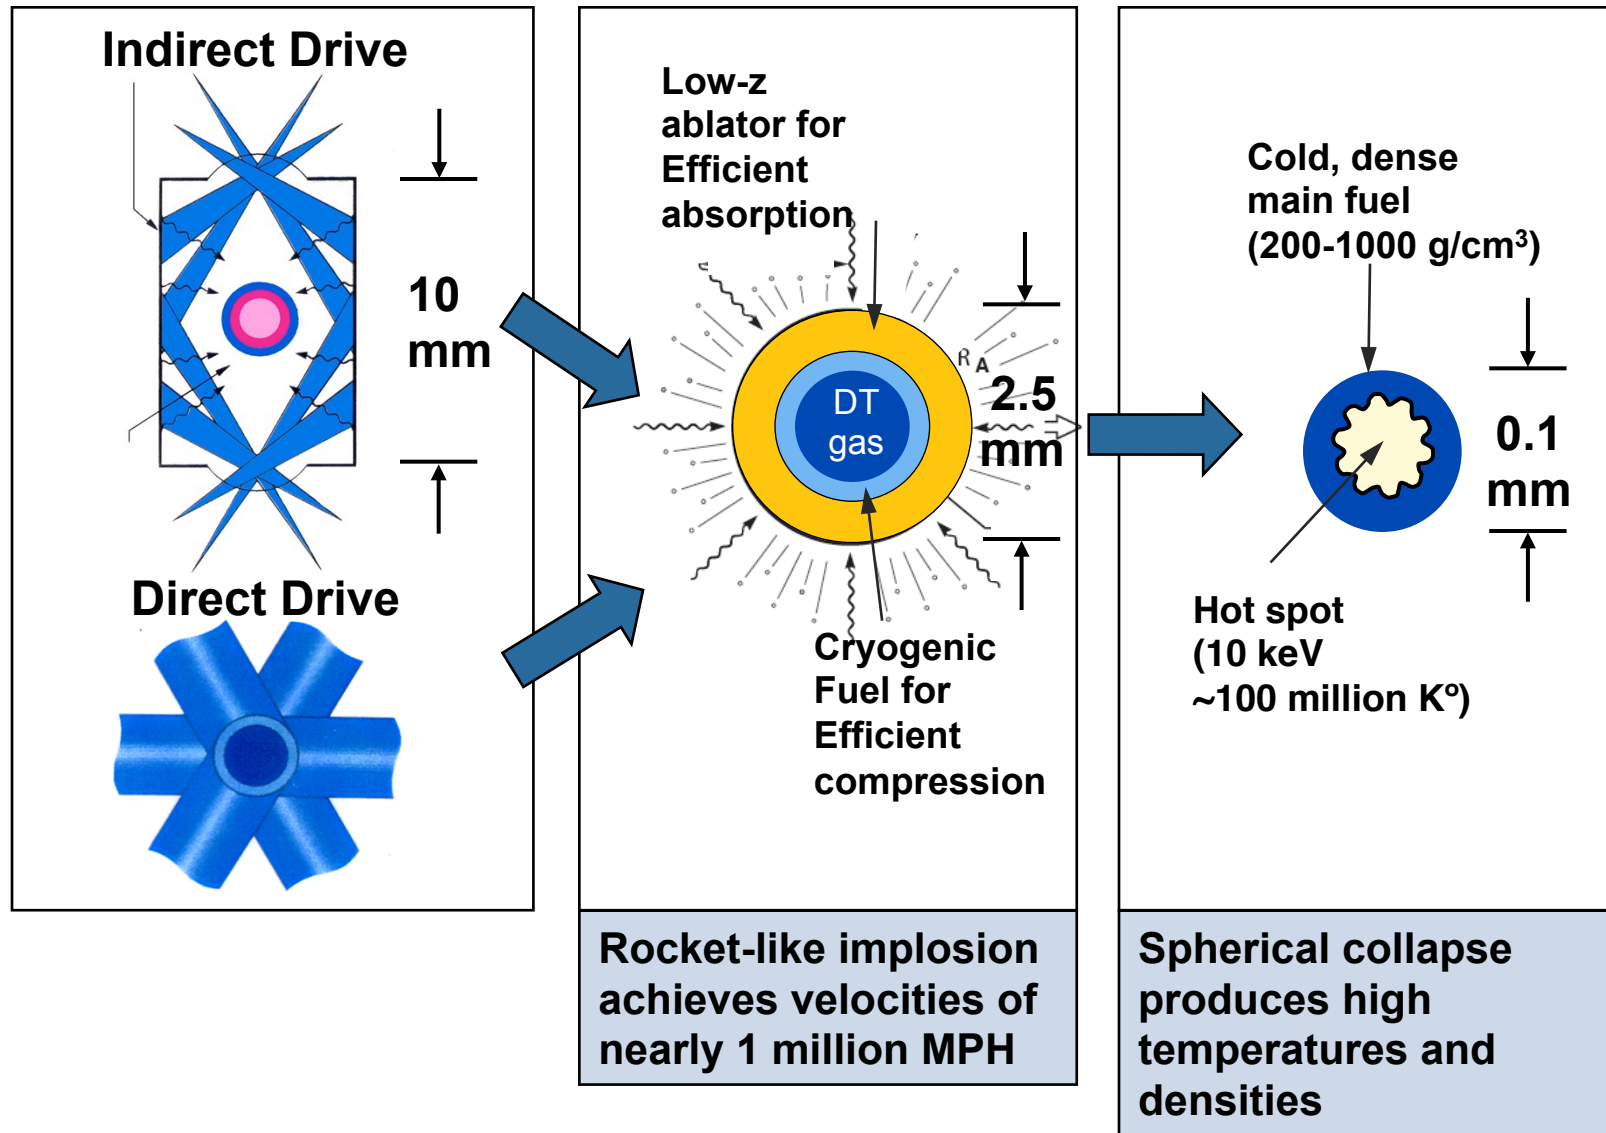 Indirect Drive
10
mm
Direct Drive
Low-z
ablator for
Efficient
absorption
R A
DT
gas
2.5
mm
Cryogenic
Fuel for
Efficient
compression
Rocket-like implosion
achieves velocities of
nearly 1 million MPH
Cold, dense
main fuel
(200-1000 g/cm³)
0.1
mm
Hot spot
(10 keV
~100 million Kº)
Spherical collapse
produces high
temperatures and
densities